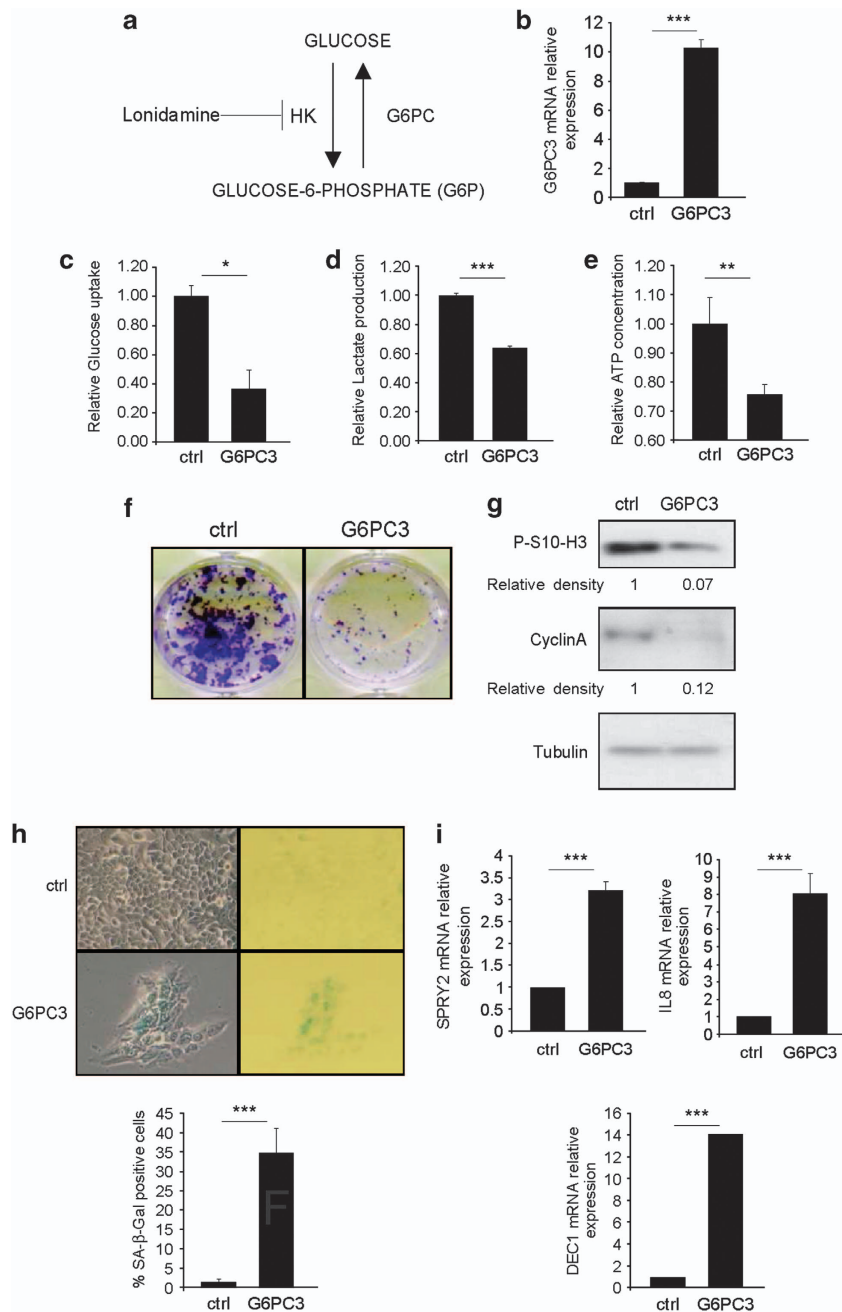 a
GLUCOSE
Lonidamine
HK
G6PC
GLUCOSE-6-PHOSPHATE (G6P)
b
G6PC3 mRNA relative
expression
12
10
8
6
4
2
0
***
ctrl G6PC3
c
Relative Glucose uptake
1.20
1.00
0.80
0.60
0.40
0.20
0.00
*
ctrl G6PC3
d
Relative Lactate production
1.20
1.00
0.80
0.60
0.40
0.20
0.00
***
ctrl G6PC3
e
Relative ATP concentration
1.20
1.10
1.00
0.90
0.80
0.70
0.60
**
ctrl G6PC3
f
ctrl G6PC3
g
ctrl G6PC3
P-S10-H3
Relative density 1 0.07
CyclinA
Relative density 1 0.12
Tubulin
h
ctrl
G6PC3
% SA-β-Gal positive cells
45
40
35
30
25
20
15
10
5
0
***
F
ctrl G6PC3
i
SPRY2 mRNA relative
expression
4
3.5
3
2.5
2
1.5
1
0.5
0
***
ctrl G6PC3
IL8 mRNA relative
expression
10
9
8
7
6
5
4
3
2
1
0
***
ctrl G6PC3
DEC1 mRNA relative
expression
16
14
12
10
8
6
4
2
0
***
ctrl G6PC3